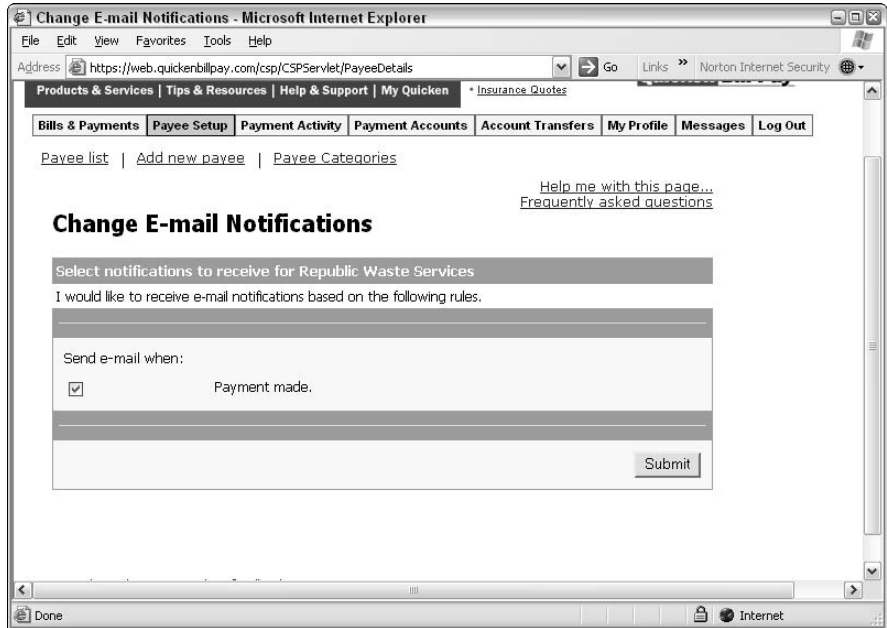 Change E-mail Notifications - Microsoft Internet Explorer
File Edit View Favorites Tools Help
Address https://web.quickenbillpay.com/csp/CSPServlet/PayeeDetails Go Links » Norton Internet Security
Products & Services | Tips & Resources | Help & Support | My Quicken • Insurance Quotes
Bills & Payments Payee Setup Payment Activity Payment Accounts Account Transfers My Profile Messages Log Out
Payee list | Add new payee | Payee Categories
Help me with this page...
Frequently asked questions
Change E-mail Notifications
Select notifications to receive for Republic Waste Services
I would like to receive e-mail notifications based on the following rules.
Send e-mail when:
Payment made.
Submit
Done Internet